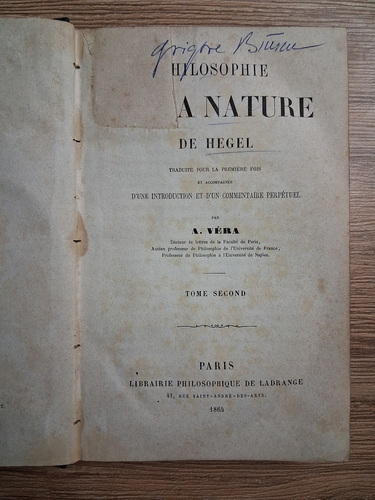 Grigore
HILOSOPHIE
A NATURE
DE HEGEL
TRADUITE POUR LA PREMIÈRE FOIS
ET ACCOMPAGNÉE
D'UNE INTRODUCTION ET D'UN COMMENTAIRE PERPÉTUEL
PAR
A. VÉRA
Docteur ès lettres de la Faculté de Paris,
Ancien professeur de Philosophie de l'Université de France,
Professeur de Philosophie à l'Université de Naples.
TOME SECOND
PARIS
LIBRAIRIE PHILOSOPHIQUE DE LADRANGE
41, RUE SAINT-ANDRÉ-DES-ARTS.
1864